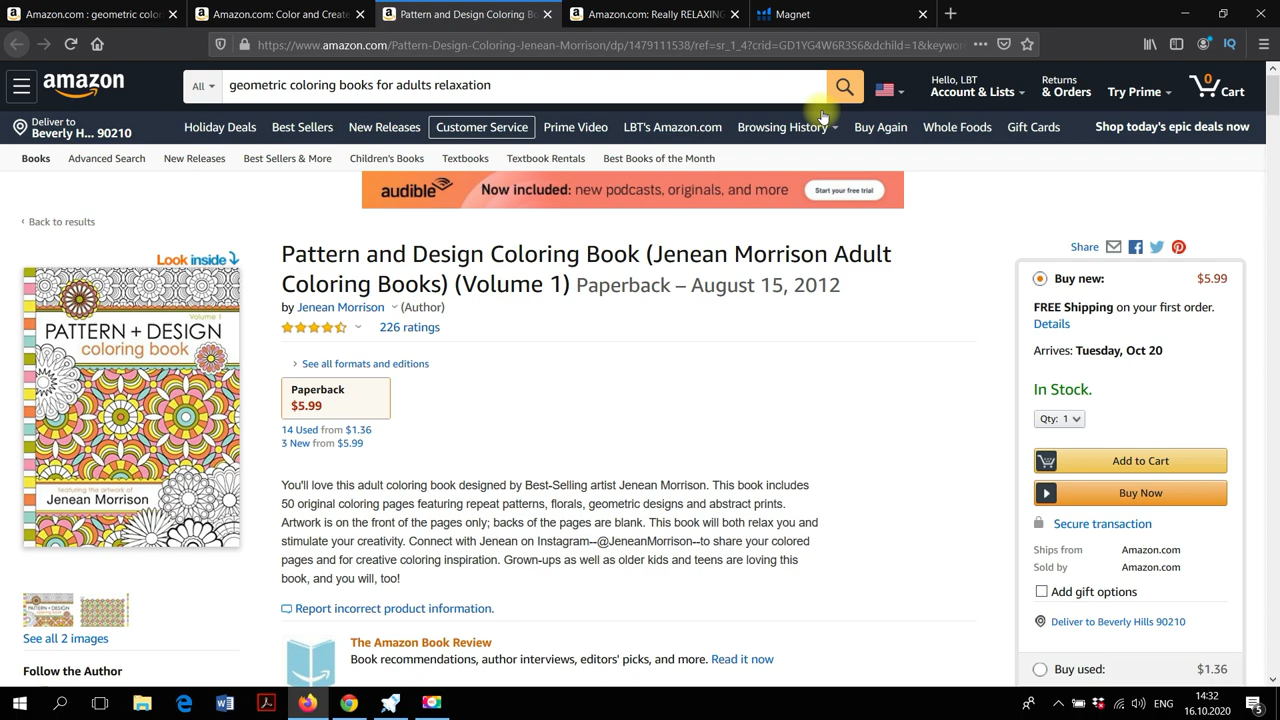 Amazon.com : geometric color
Amazon.com: Color and Create
Pattern and Design Coloring Bo
Amazon.com: Really RELAXING
Magnet
https://www.amazon.com/Pattern-Design-Coloring-Jenean-Morrison/dp/1479111538/ref=sr_1_4?crid=GD1YG4W6R3S6&dchild=1&keywo
IQ
amazon
All
geometric coloring books for adults relaxation
Hello, LBT
Account & Lists
Returns
& Orders
Try Prime
0
Cart
Deliver to
Beverly H... 90210
Holiday Deals
Best Sellers
New Releases
Customer Service
Prime Video
LBT's Amazon.com
Browsing History
Buy Again
Whole Foods
Gift Cards
Shop today's epic deals now
Books
Advanced Search
New Releases
Best Sellers & More
Children's Books
Textbooks
Textbook Rentals
Best Books of the Month
audible
Now included: new podcasts, originals, and more
Start your free trial
‹ Back to results
Look inside
Volume 1
PATTERN + DESIGN
coloring book
featuring the artwork of
Jenean Morrison
See all 2 images
Follow the Author
Pattern and Design Coloring Book (Jenean Morrison Adult
Coloring Books) (Volume 1) Paperback – August 15, 2012
by Jenean Morrison (Author)
226 ratings
See all formats and editions
Paperback
$5.99
14 Used from $1.36
3 New from $5.99
You'll love this adult coloring book designed by Best-Selling artist Jenean Morrison. This book includes
50 original coloring pages featuring repeat patterns, florals, geometric designs and abstract prints.
Artwork is on the front of the pages only; backs of the pages are blank. This book will both relax you and
stimulate your creativity. Connect with Jenean on Instagram--@JeneanMorrison--to share your colored
pages and for creative coloring inspiration. Grown-ups as well as older kids and teens are loving this
book, and you will, too!
Report incorrect product information.
The Amazon Book Review
Book recommendations, author interviews, editors' picks, and more. Read it now
Share
Buy new:
$5.99
FREE Shipping on your first order.
Details
Arrives: Tuesday, Oct 20
In Stock.
Qty: 1
Add to Cart
Buy Now
Secure transaction
Ships from Amazon.com
Sold by Amazon.com
Add gift options
Deliver to Beverly Hills 90210
Buy used:
$1.36
ENG
14:32
16.10.2020
5